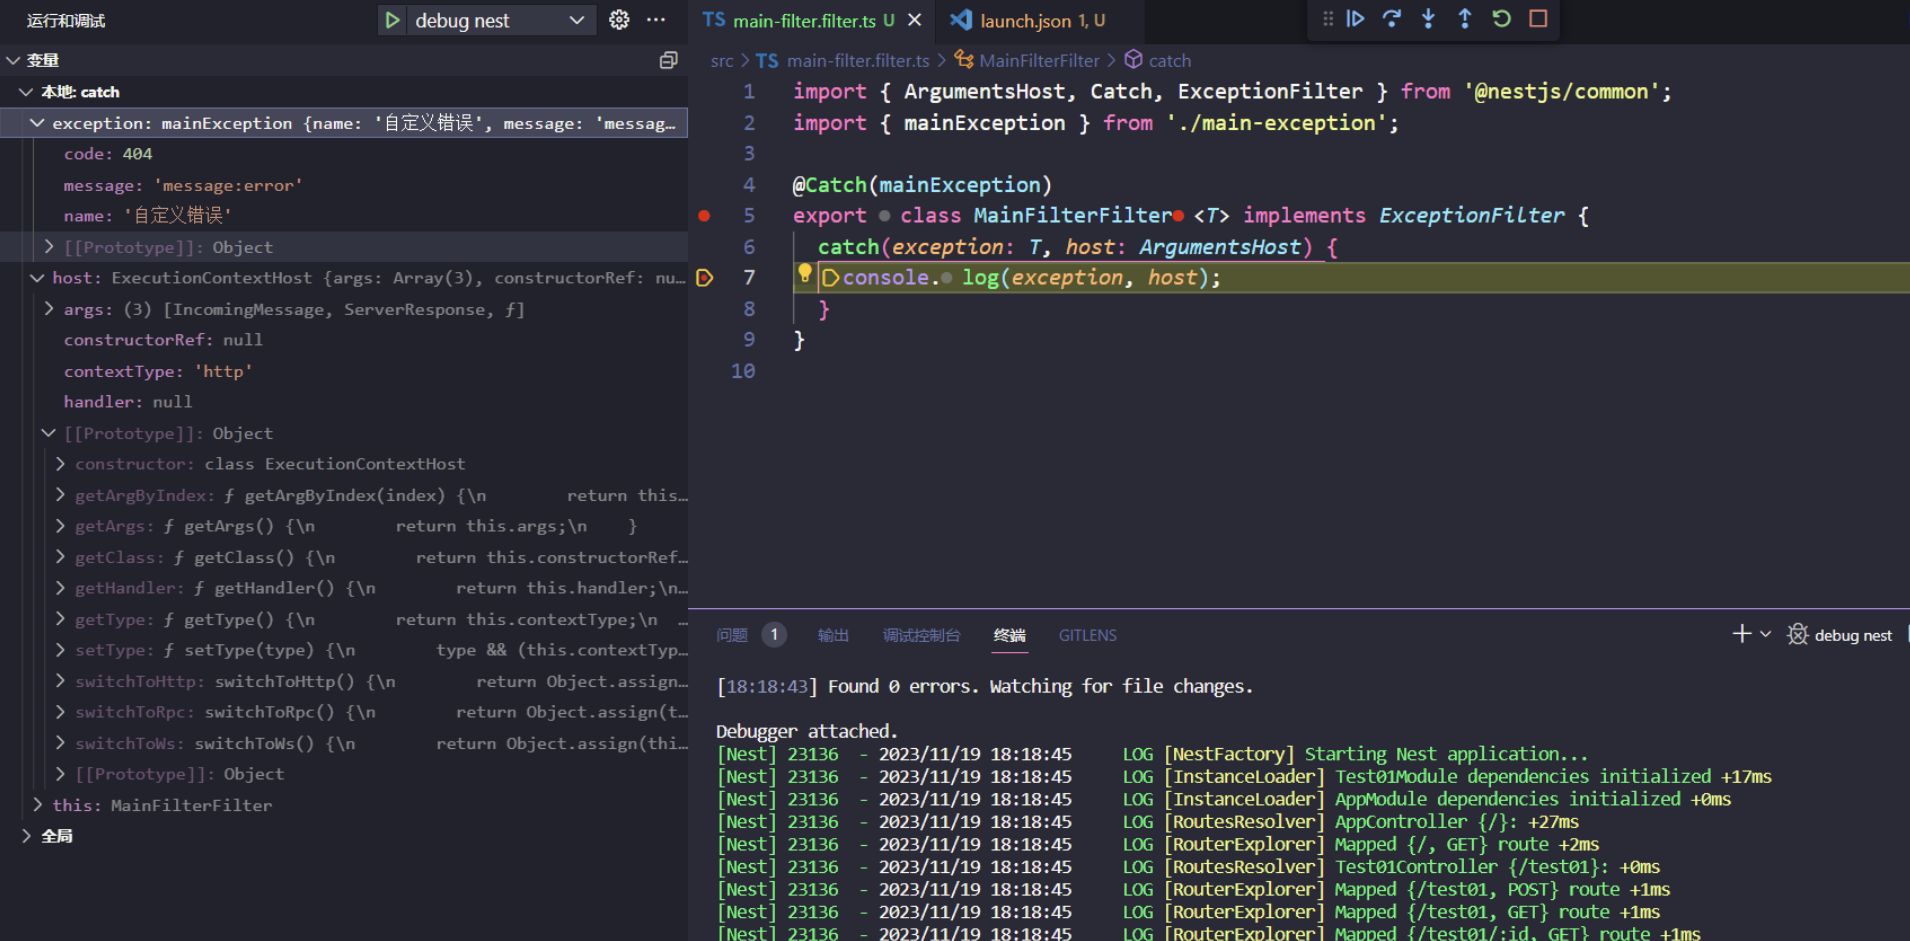 运行和调试
debug nest
变量
本地: catch
exception: mainException {name: '自定义错误', message: 'messag…
code: 404
message: 'message:error'
name: '自定义错误'
[[Prototype]]: Object
host: ExecutionContextHost {args: Array(3), constructorRef: nu…
args: (3) [IncomingMessage, ServerResponse, ƒ]
constructorRef: null
contextType: 'http'
handler: null
[[Prototype]]: Object
constructor: class ExecutionContextHost
getArgByIndex: ƒ getArgByIndex(index) {\n        return this…
getArgs: ƒ getArgs() {\n        return this.args;\n    }
getClass: ƒ getClass() {\n        return this.constructorRef…
getHandler: ƒ getHandler() {\n        return this.handler;\n…
getType: ƒ getType() {\n        return this.contextType;\n  …
setType: ƒ setType(type) {\n        type && (this.contextTyp…
switchToHttp: switchToHttp() {\n        return Object.assign…
switchToRpc: switchToRpc() {\n        return Object.assign(t…
switchToWs: switchToWs() {\n        return Object.assign(thi…
[[Prototype]]: Object
this: MainFilterFilter
全局
TS main-filter.filter.ts U
launch.json 1, U
src > TS main-filter.filter.ts > MainFilterFilter > catch
1 import { ArgumentsHost, Catch, ExceptionFilter } from '@nestjs/common';
2 import { mainException } from './main-exception';
3
4 @Catch(mainException)
5 export class MainFilterFilter <T> implements ExceptionFilter {
6   catch(exception: T, host: ArgumentsHost) {
7     console. log(exception, host);
8   }
9 }
10
问题 1 输出 调试控制台 终端 GITLENS
debug nest
[18:18:43] Found 0 errors. Watching for file changes.
Debugger attached.
[Nest] 23136  - 2023/11/19 18:18:45     LOG [NestFactory] Starting Nest application...
[Nest] 23136  - 2023/11/19 18:18:45     LOG [InstanceLoader] Test01Module dependencies initialized +17ms
[Nest] 23136  - 2023/11/19 18:18:45     LOG [InstanceLoader] AppModule dependencies initialized +0ms
[Nest] 23136  - 2023/11/19 18:18:45     LOG [RoutesResolver] AppController {/}: +27ms
[Nest] 23136  - 2023/11/19 18:18:45     LOG [RouterExplorer] Mapped {/, GET} route +2ms
[Nest] 23136  - 2023/11/19 18:18:45     LOG [RoutesResolver] Test01Controller {/test01}: +0ms
[Nest] 23136  - 2023/11/19 18:18:45     LOG [RouterExplorer] Mapped {/test01, POST} route +1ms
[Nest] 23136  - 2023/11/19 18:18:45     LOG [RouterExplorer] Mapped {/test01, GET} route +1ms
[Nest] 23136  - 2023/11/19 18:18:45     LOG [RouterExplorer] Mapped {/test01/:id, GET} route +1ms